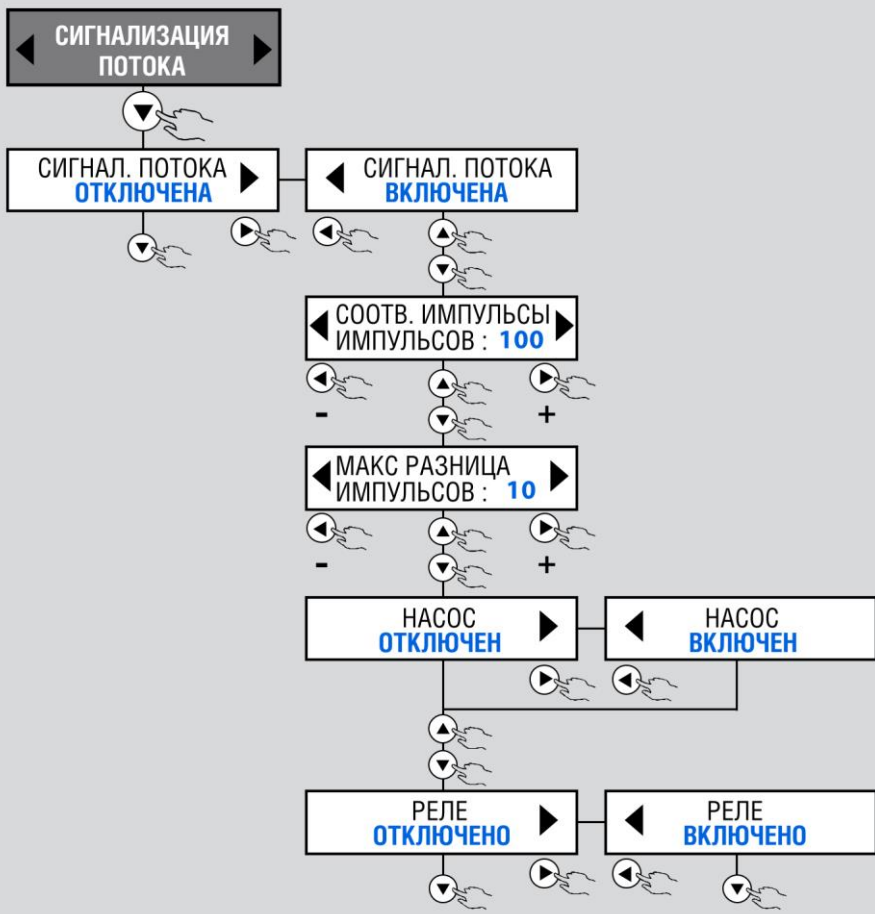 СИГНАЛИЗАЦИЯ
ПОТОКА
СИГНАЛ. ПОТОКА
ОТКЛЮЧЕНА
СИГНАЛ. ПОТОКА
ВКЛЮЧЕНА
СООТВ. ИМПУЛЬСЫ
ИМПУЛЬСОВ : 100
- +
МАКС РАЗНИЦА
ИМПУЛЬСОВ : 10
- +
НАСОС
ОТКЛЮЧЕН
НАСОС
ВКЛЮЧЕН
РЕЛЕ
ОТКЛЮЧЕНО
РЕЛЕ
ВКЛЮЧЕНО